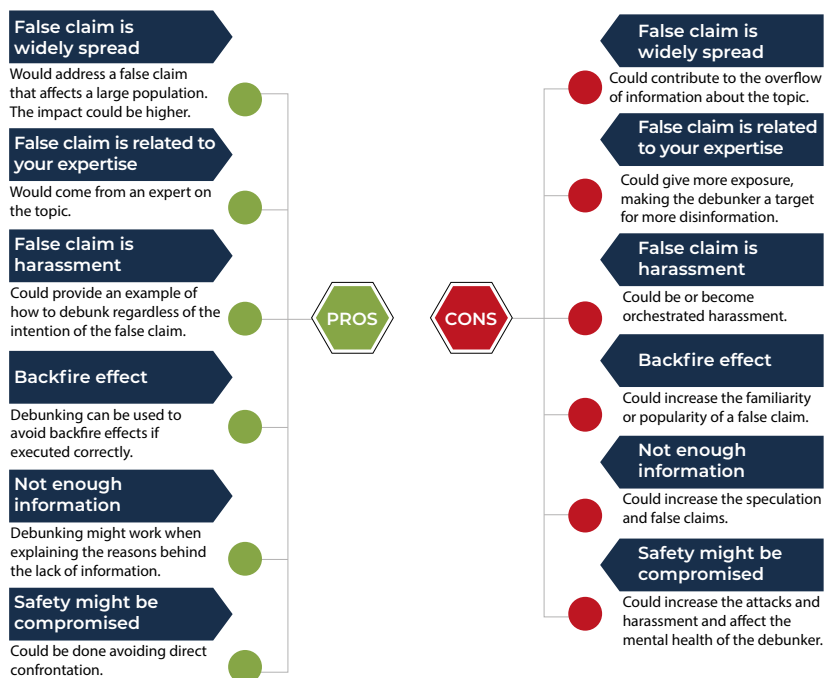 False claim is
widely spread
Would address a false claim
that affects a large population.
The impact could be higher.
False claim is related to
your expertise
Would come from an expert on
the topic.
False claim is
harassment
Could provide an example of
how to debunk regardless of the
intention of the false claim.
Backfire effect
Debunking can be used to
avoid backfire effects if
executed correctly.
Not enough
information
Debunking might work when
explaining the reasons behind
the lack of information.
Safety might be
compromised
Could be done avoiding direct
confrontation.
PROS
CONS
False claim is
widely spread
Could contribute to the overflow
of information about the topic.
False claim is related
to your expertise
Could give more exposure,
making the debunker a target
for more disinformation.
False claim is
harassment
Could be or become
orchestrated harassment.
Backfire effect
Could increase the familiarity
or popularity of a false claim.
Not enough
information
Could increase the speculation
and false claims.
Safety might be
compromised
Could increase the attacks and
harassment and affect the
mental health of the debunker.